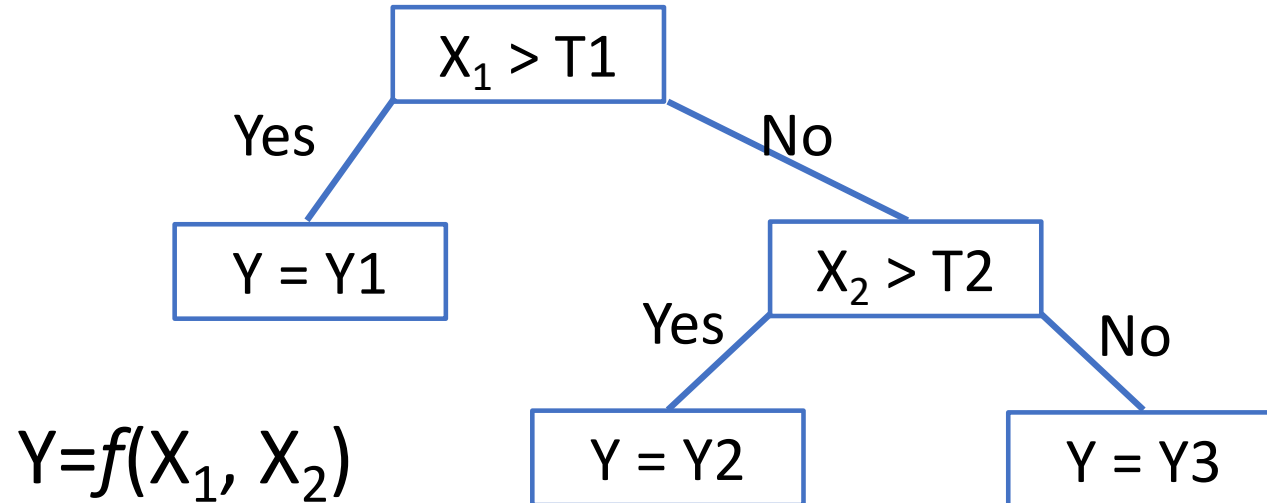 X₁ > T1
Yes
No
Y = Y1
X₂ > T2
Yes
No
Y=f(X₁, X₂)
Y = Y2
Y = Y3